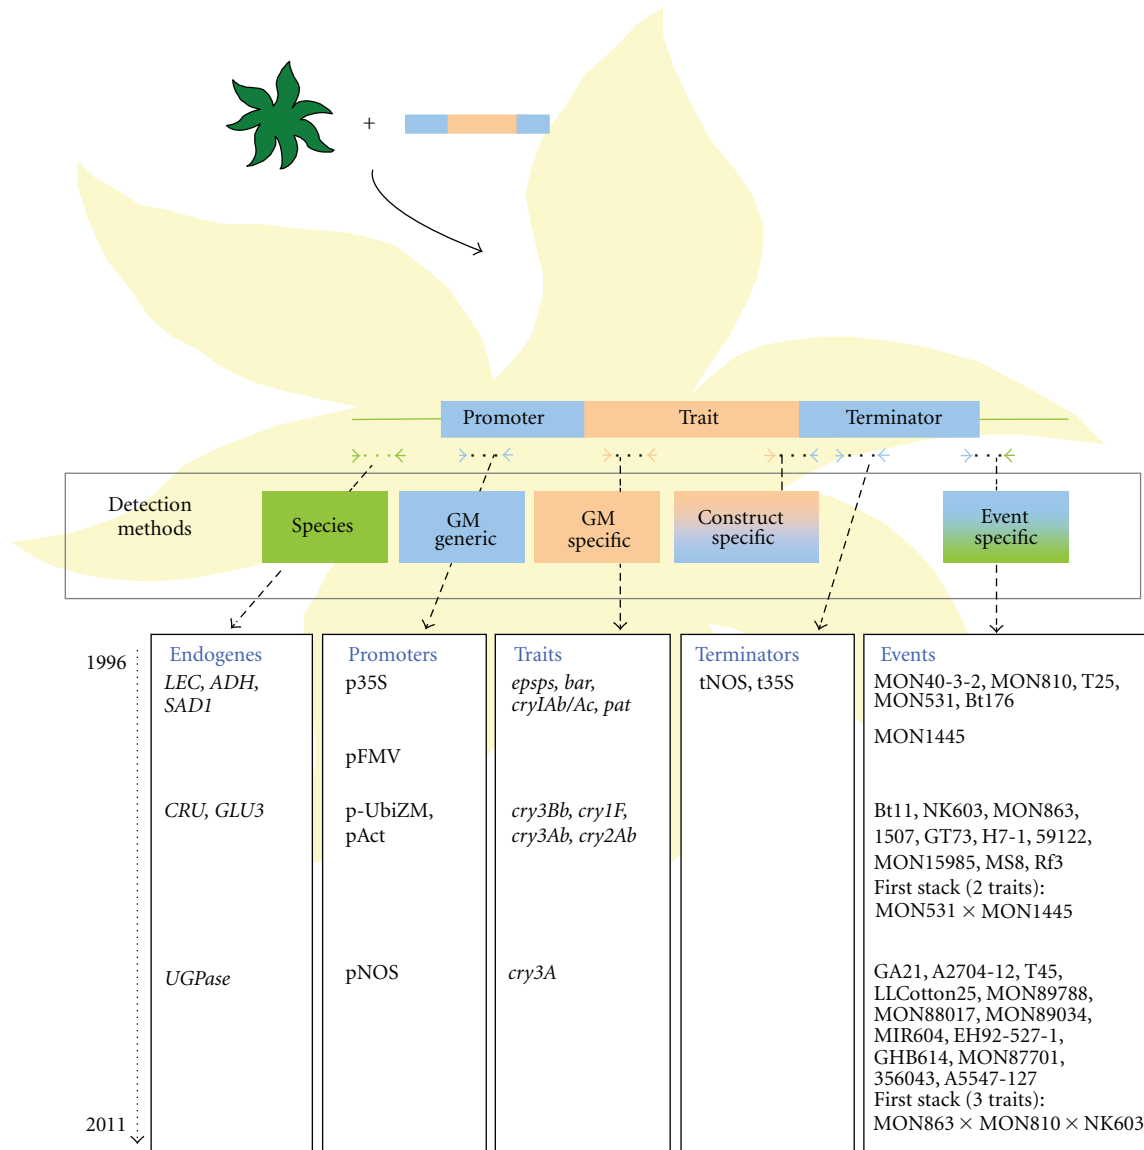 +
Promoter
Trait
Terminator
Detection
methods
Species
GM
generic
GM
specific
Construct
specific
Event
specific
1996
2011
Endogenes
LEC, ADH,
SAD1
CRU, GLU3
UGPase
Promoters
p35S
pFMV
p-UbiZM,
pAct
pNOS
Traits
epsps, bar,
cryIAb/Ac, pat
cry3Bb, cry1F,
cry3Ab, cry2Ab
cry3A
Terminators
tNOS, t35S
Events
MON40-3-2, MON810, T25,
MON531, Bt176
MON1445
Bt11, NK603, MON863,
1507, GT73, H7-1, 59122,
MON15985, MS8, Rf3
First stack (2 traits):
MON531 × MON1445
GA21, A2704-12, T45,
LLCotton25, MON89788,
MON88017, MON89034,
MIR604, EH92-527-1,
GHB614, MON87701,
356043, A5547-127
First stack (3 traits):
MON863 × MON810 × NK603